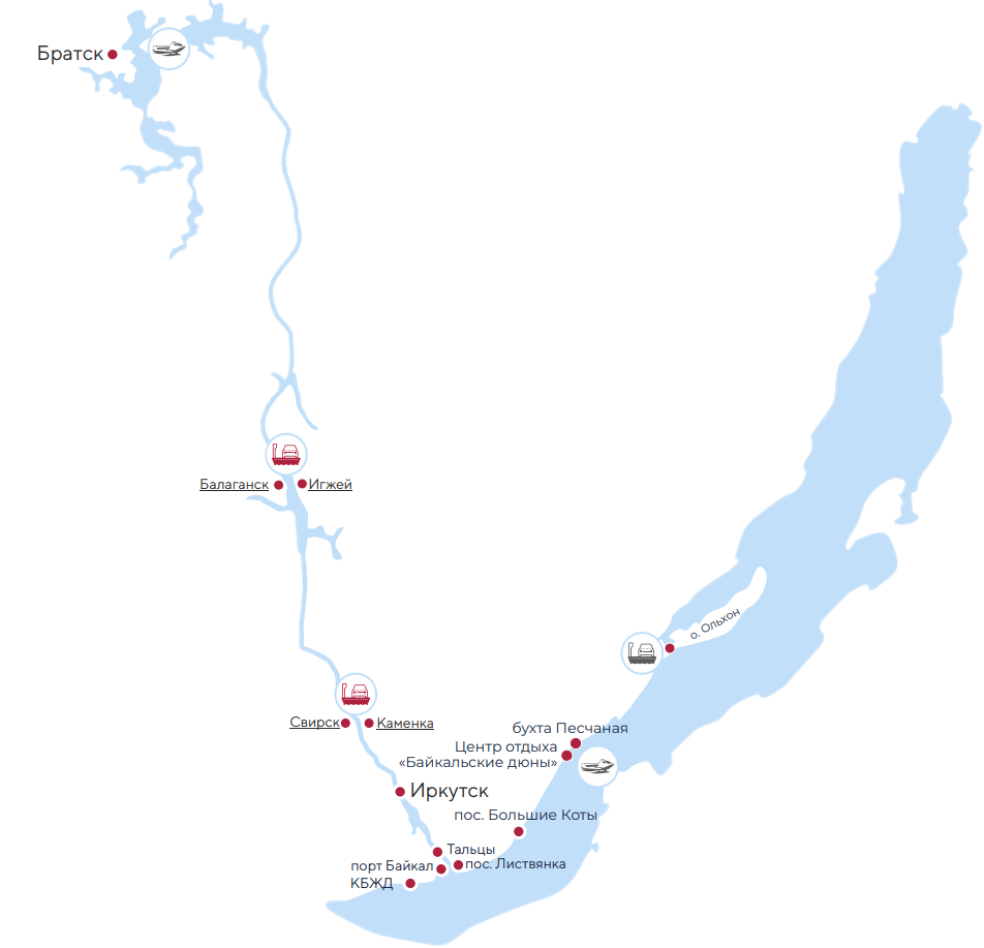 Братск
Балаганск
Игжей
о. Ольхон
Свирск
Каменка
бухта Песчаная
Центр отдыха
«Байкальские дюны»
Иркутск
пос. Большие Коты
Тальцы
порт Байкал
пос. Листвянка
КБЖД